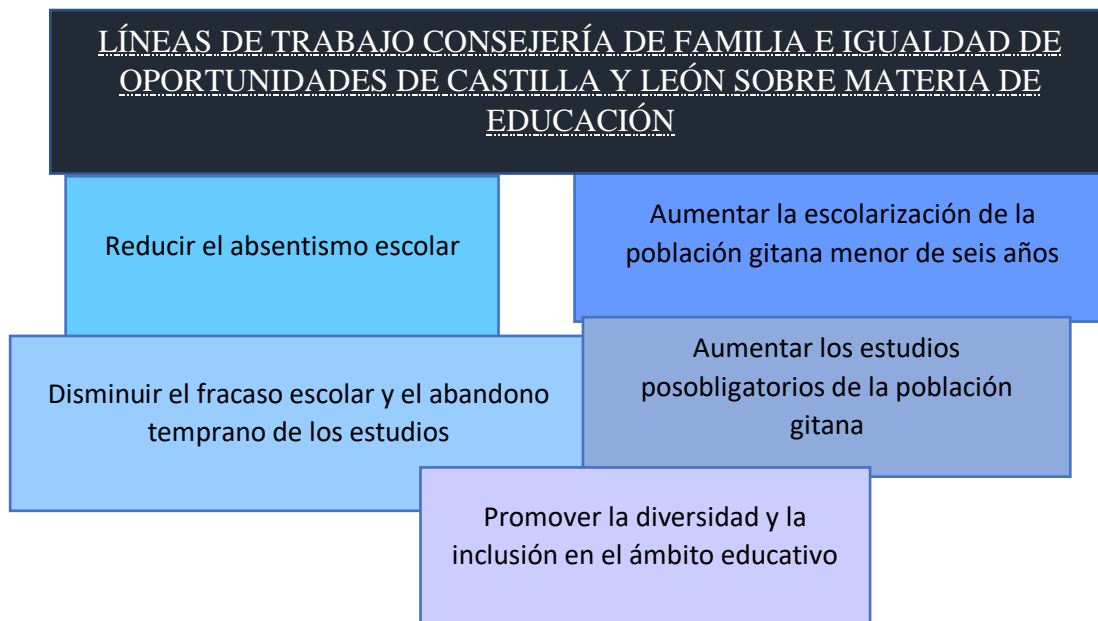 LÍNEAS DE TRABAJO CONSEJERÍA DE FAMILIA E IGUALDAD DE
OPORTUNIDADES DE CASTILLA Y LEÓN SOBRE MATERIA DE
EDUCACIÓN
Reducir el absentismo escolar
Aumentar la escolarización de la
población gitana menor de seis años
Disminuir el fracaso escolar y el abandono
temprano de los estudios
Aumentar los estudios
posobligatorios de la población
gitana
Promover la diversidad y la
inclusión en el ámbito educativo